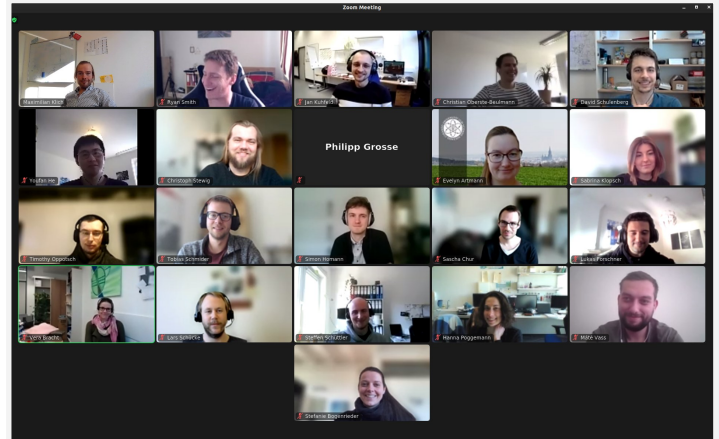 Zoom Meeting
Maximilian Klich
Ryan Smith
Jan Kuhfeld
Christian Oberste-Beulmann
David Schulenberg
Youfan He
Christoph Stewig
Philipp Grosse
Evelyn Artmann
Sabrina Klopsch
Timothy Oppotsch
Tobias Schmider
Simon Homann
Sascha Chur
Lukas Forschner
Vera Bracht
Lars Schücke
Steffen Schüttler
Hanna Poggemann
Máté Vass
Stefanie Bogenrieder